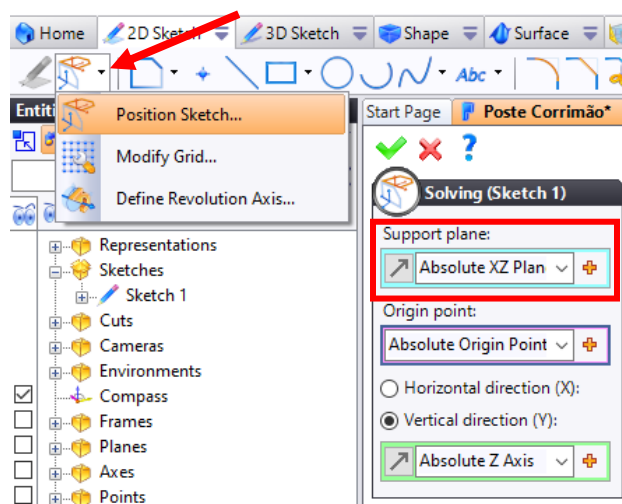 Home 2D Sketch 3D Sketch Shape Surface
Abc
Position Sketch...
Modify Grid...
Define Revolution Axis...
Representations
Sketches
Sketch 1
Cuts
Cameras
Environments
Compass
Frames
Planes
Axes
Points
Start Page Poste Corrimão*
Solving (Sketch 1)
Support plane:
Absolute XZ Plan
Origin point:
Absolute Origin Point
Horizontal direction (X):
Vertical direction (Y):
Absolute Z Axis